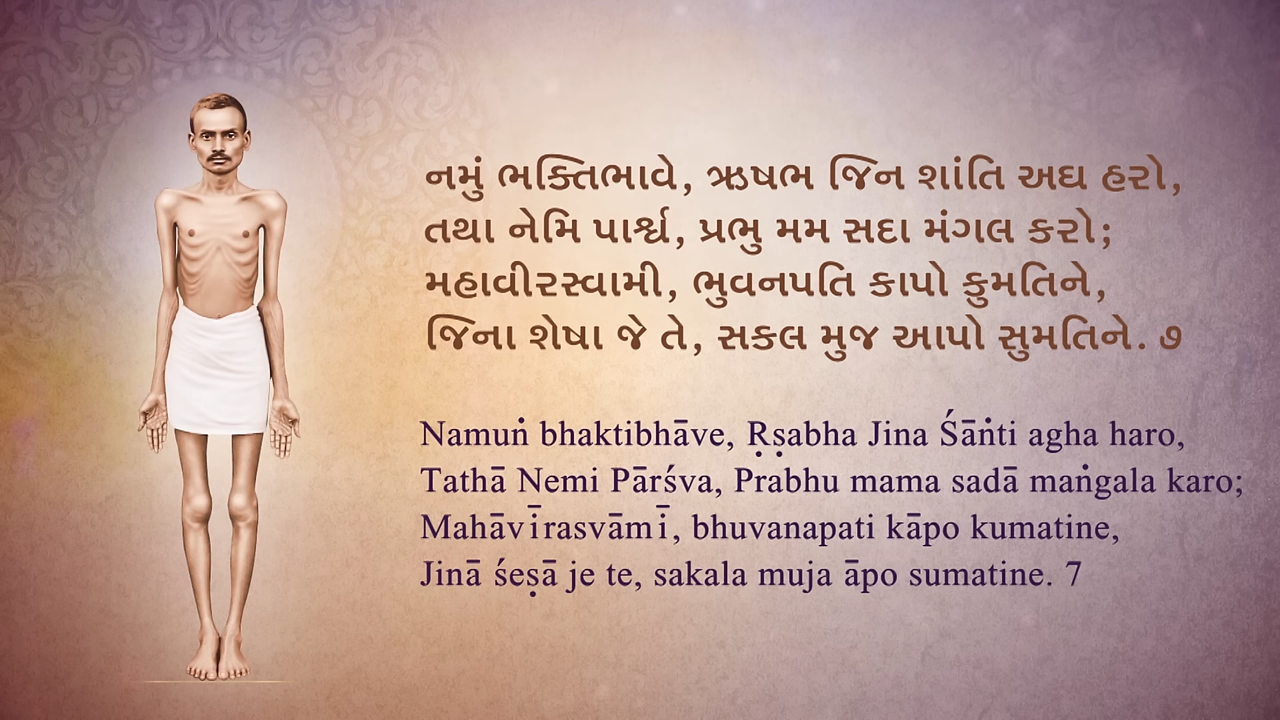 નમું ભક્તિભાવે, ઋષભ જિન શાંતિ અઘ હરો,
તથા નેમિ પાર્શ્વ, પ્રભુ મમ સદા મંગલ કરો;
મહાવીરસ્વામી, ભુવનપતિ કાપો કુમતિને,
જિના શેષા જે તે, સકલ મુજ આપો સુમતિને. ૭
Namuṅ bhaktibhāve, Ṛṣabha Jina Śāṅti agha haro,
Tathā Nemi Pārśva, Prabhu mama sadā maṅgala karo;
Mahāvīrasvāmī, bhuvanapati kāpo kumatine,
Jinā śeṣā je te, sakala muja āpo sumatine. 7